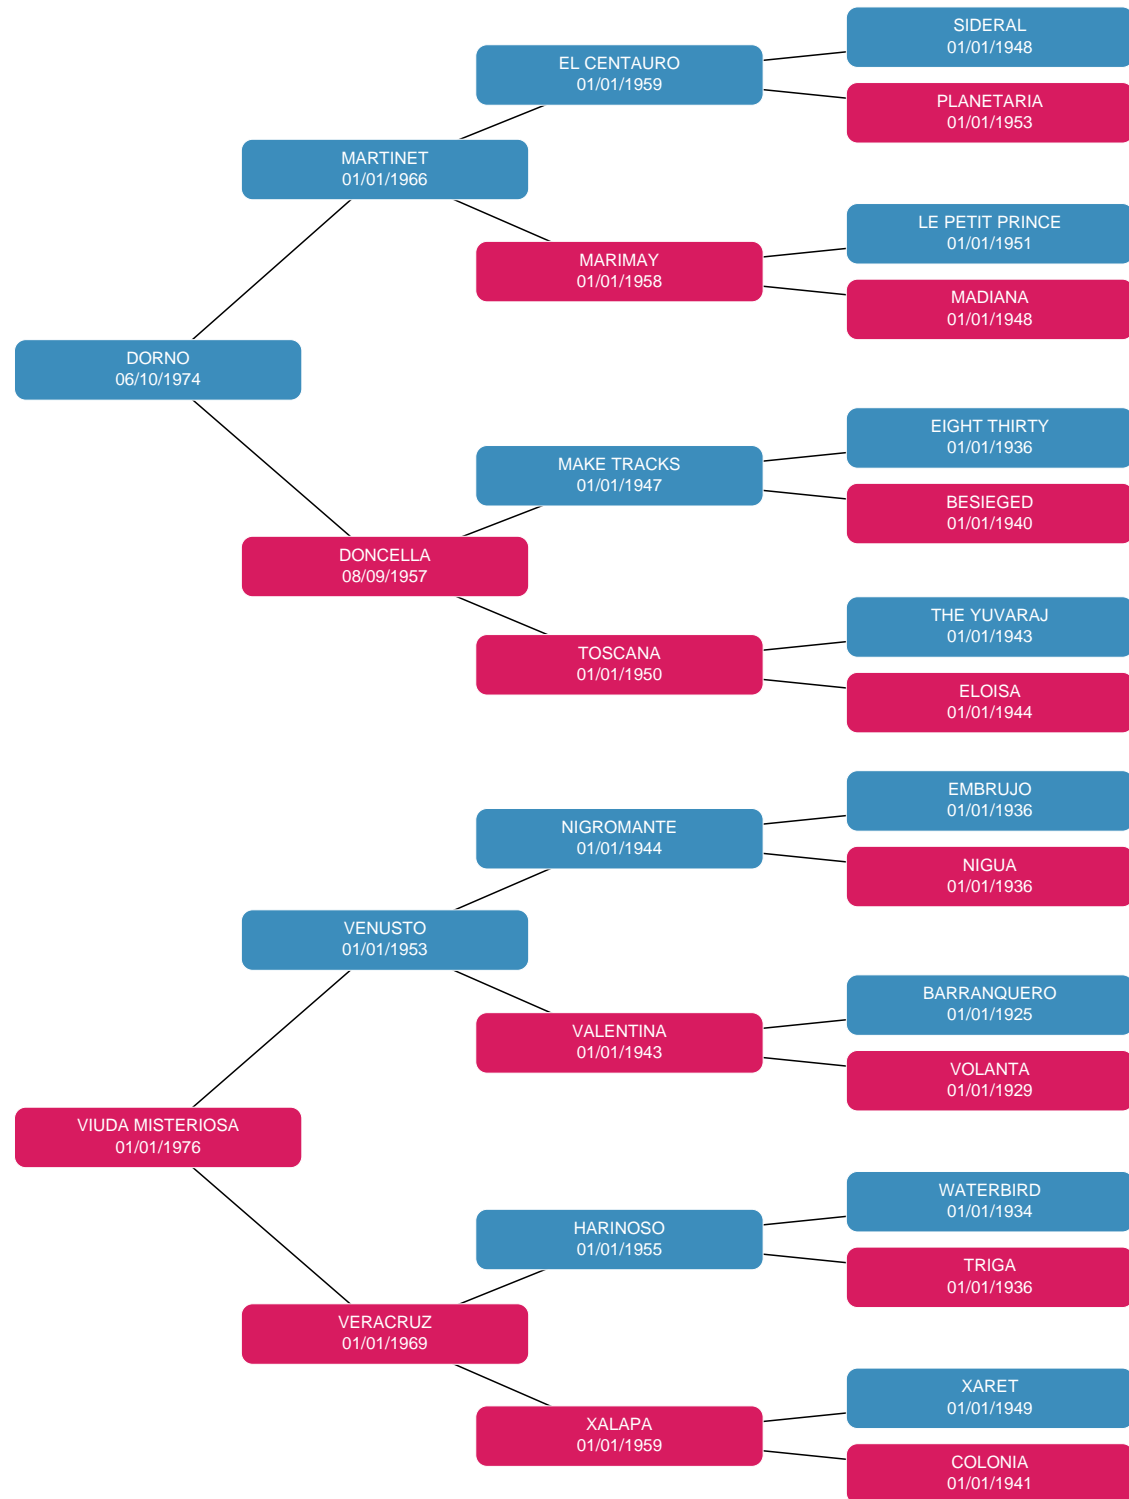 SIDERAL
01/01/1948
EL CENTAURO
01/01/1959
PLANETARIA
01/01/1953
MARTINET
01/01/1966
LE PETIT PRINCE
01/01/1951
MARIMAY
01/01/1958
MADIANA
01/01/1948
DORNO
06/10/1974
EIGHT THIRTY
01/01/1936
MAKE TRACKS
01/01/1947
BESIEGED
01/01/1940
DONCELLA
08/09/1957
THE YUVARAJ
01/01/1943
TOSCANA
01/01/1950
ELOISA
01/01/1944
EMBRUJO
01/01/1936
NIGROMANTE
01/01/1944
NIGUA
01/01/1936
VENUSTO
01/01/1953
BARRANQUERO
01/01/1925
VALENTINA
01/01/1943
VOLANTA
01/01/1929
VIUDA MISTERIOSA
01/01/1976
WATERBIRD
01/01/1934
HARINOSO
01/01/1955
TRIGA
01/01/1936
VERACRUZ
01/01/1969
XARET
01/01/1949
XALAPA
01/01/1959
COLONIA
01/01/1941